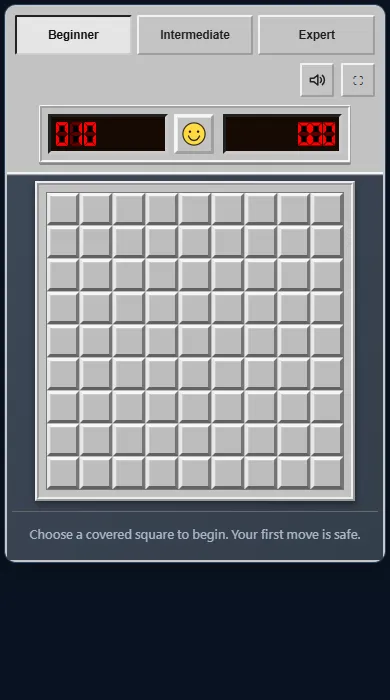 Beginner Intermediate Expert
010 000
Choose a covered square to begin. Your first move is safe.